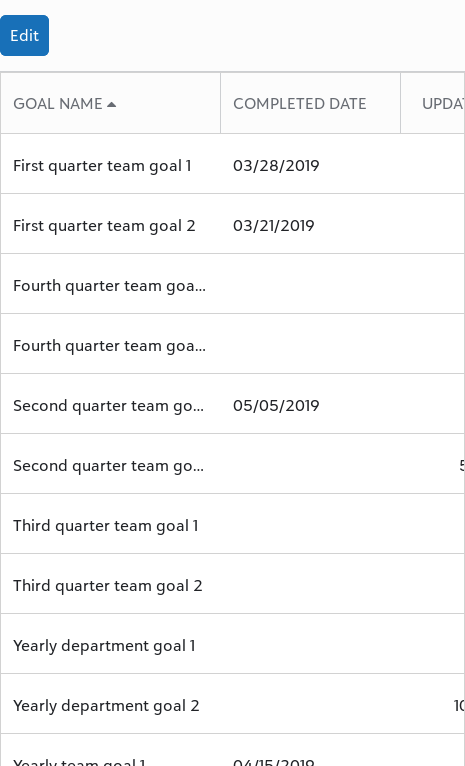 Edit
GOAL NAME COMPLETED DATE
First quarter team goal 1 03/28/2019
First quarter team goal 2 03/21/2019
Fourth quarter team goa...
Fourth quarter team goa...
Second quarter team go... 05/05/2019
Second quarter team go...
Third quarter team goal 1
Third quarter team goal 2
Yearly department goal 1
Yearly department goal 2 10
Yearly team goal 1 04/15/2019